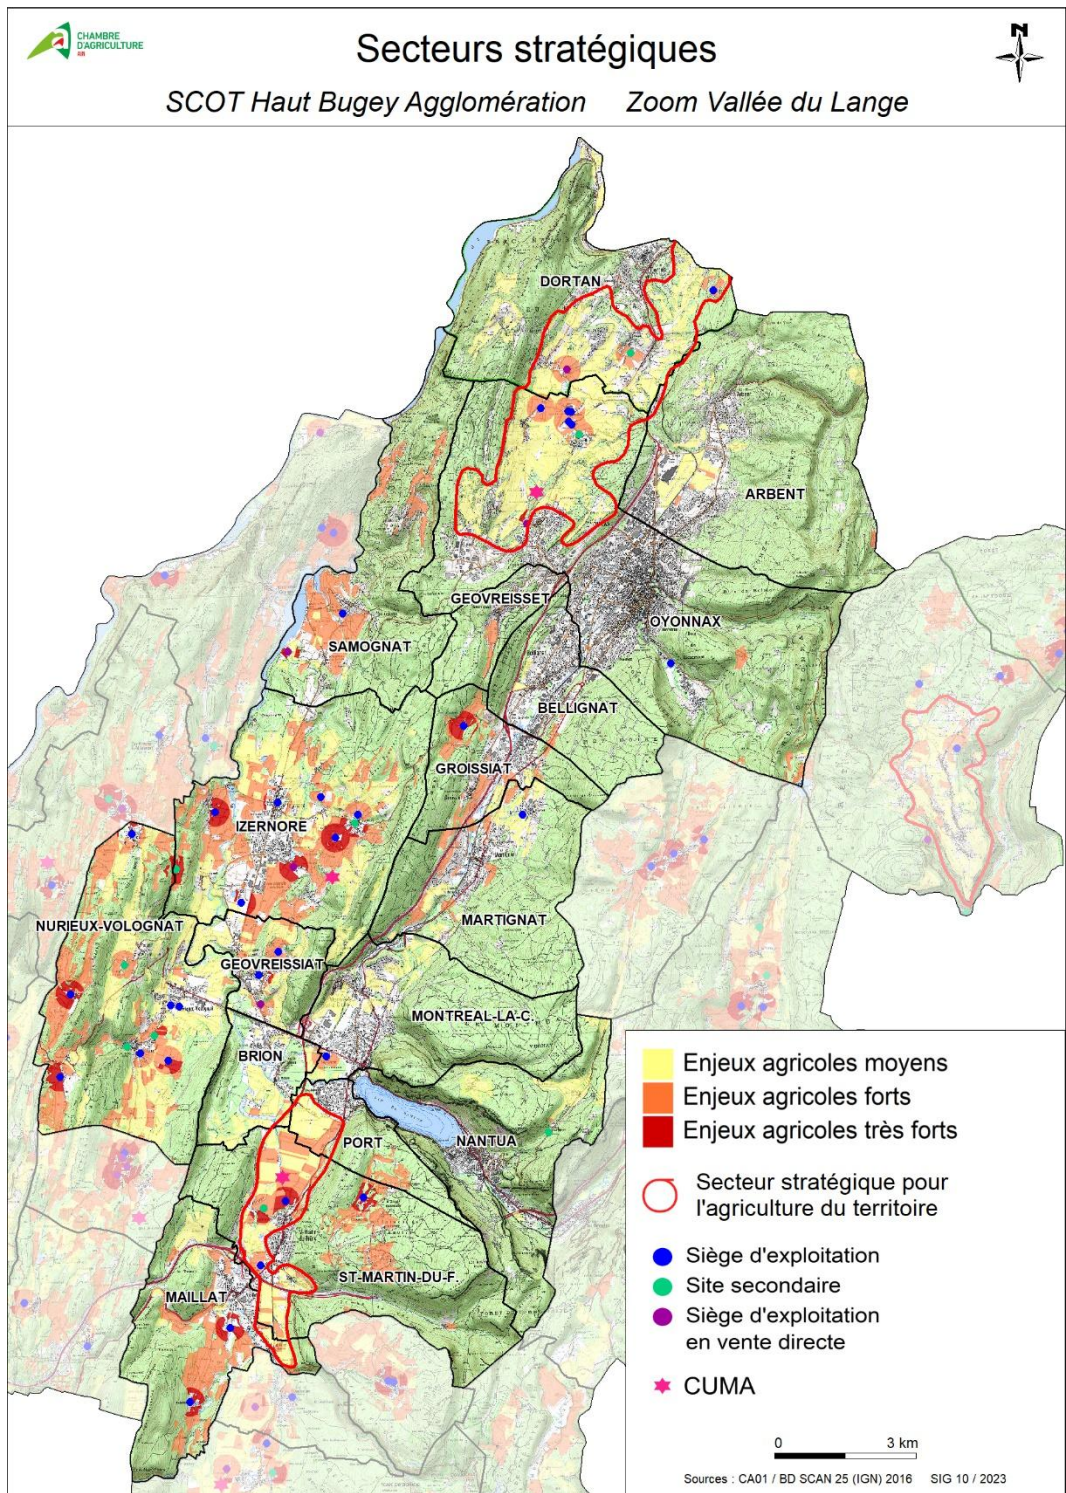 CHAMBRE
D'AGRICULTURE
AIN
Secteurs stratégiques
N
SCOT Haut Bugey Agglomération Zoom Vallée du Lange
DORTAN
ARBENT
GEOVREISSET
OYONNAX
SAMOGNAT
BELLIGNAT
GROISSIAT
IZERNORE
MARTIGNAT
NURIEUX-VOLOGNAT
GEOVREISSIAT
MONTREAL-LA-C.
BRION
PORT
NANTUA
ST-MARTIN-DU-F.
MAILLAT
Enjeux agricoles moyens
Enjeux agricoles forts
Enjeux agricoles très forts
Secteur stratégique pour
l'agriculture du territoire
Siège d'exploitation
Site secondaire
Siège d'exploitation
en vente directe
CUMA
0 3 km
Sources : CA01 / BD SCAN 25 (IGN) 2016 SIG 10 / 2023